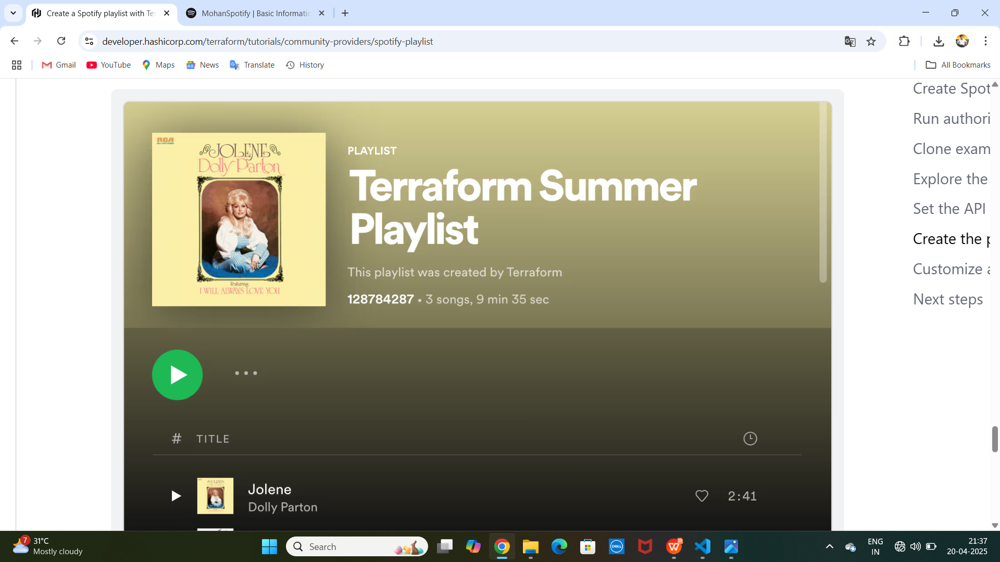 Create a Spotify playlist with Ter
MohanSpotify | Basic Informatio
developer.hashicorp.com/terraform/tutorials/community-providers/spotify-playlist
Gmail
YouTube
Maps
News
Translate
History
All Bookmarks
RCA
JOLENE
Dolly Parton
Featuring:
I WILL ALWAYS LOVE YOU
PLAYLIST
Terraform Summer
Playlist
This playlist was created by Terraform
128784287 • 3 songs, 9 min 35 sec
# TITLE
Jolene
Dolly Parton
2:41
Create Spot
Run authori
Clone exam
Explore the
Set the API
Create the p
Customize a
Next steps
7
31°C
Mostly cloudy
Search
DELL
ENG
IN
21:37
20-04-2025